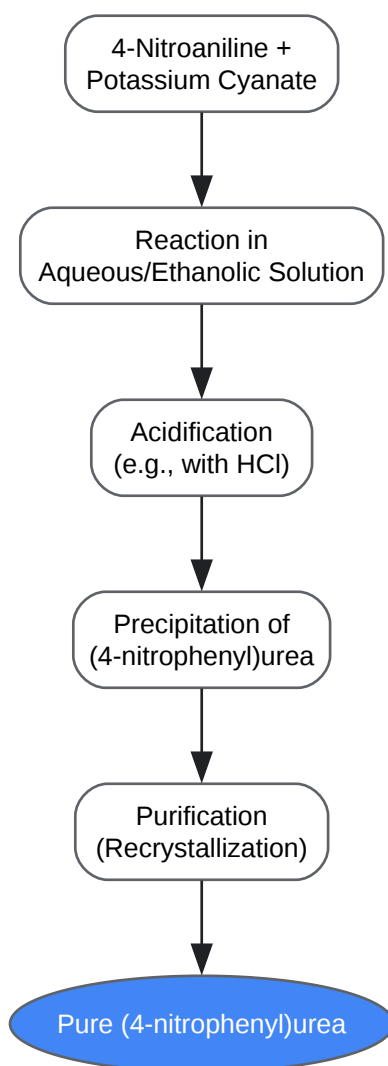 4-Nitroaniline +
Potassium Cyanate
Reaction in
Aqueous/Ethanolic Solution
Acidification
(e.g., with HCl)
Precipitation of
(4-nitrophenyl)urea
Purification
(Recrystallization)
Pure (4-nitrophenyl)urea